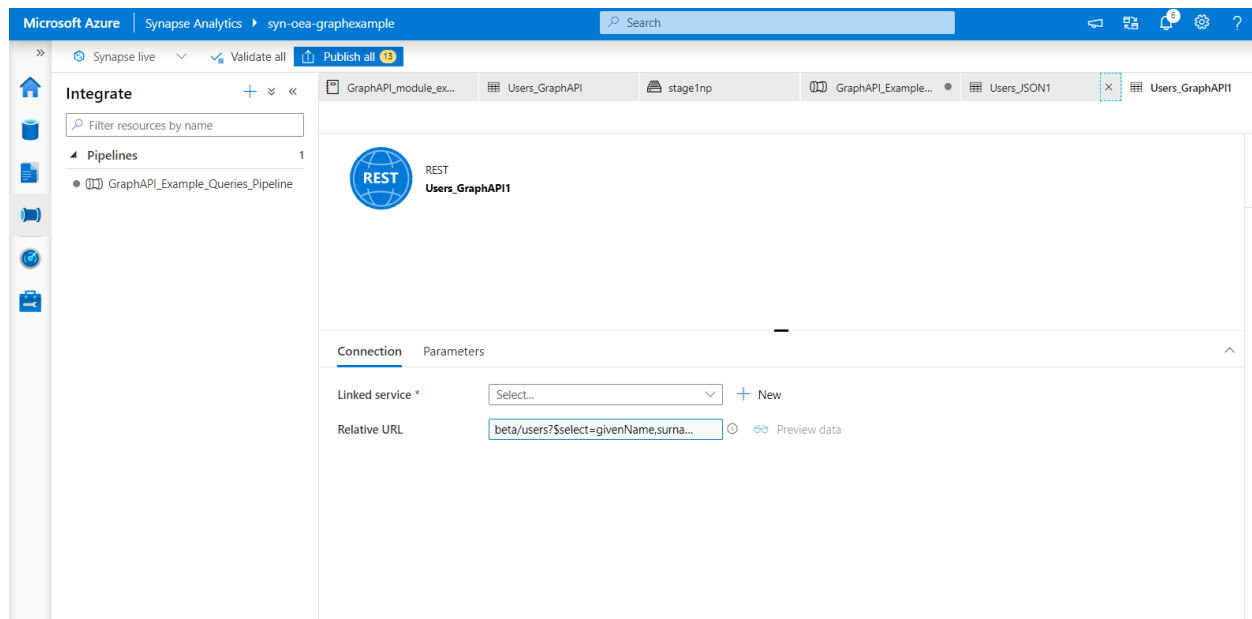 Microsoft Azure Synapse Analytics syn-oea-graphexample Search 6 ?
Synapse live Validate all Publish all 13
Integrate
GraphAPI_module_ex... Users_GraphAPI stage1np GraphAPI_Example... Users_JSON1 Users_GraphAPI1
Filter resources by name
Pipelines 1
GraphAPI_Example_Queries_Pipeline
REST
REST
Users_GraphAPI1
Connection Parameters
Linked service * Select... New
Relative URL beta/users?$select=givenName,surna... Preview data